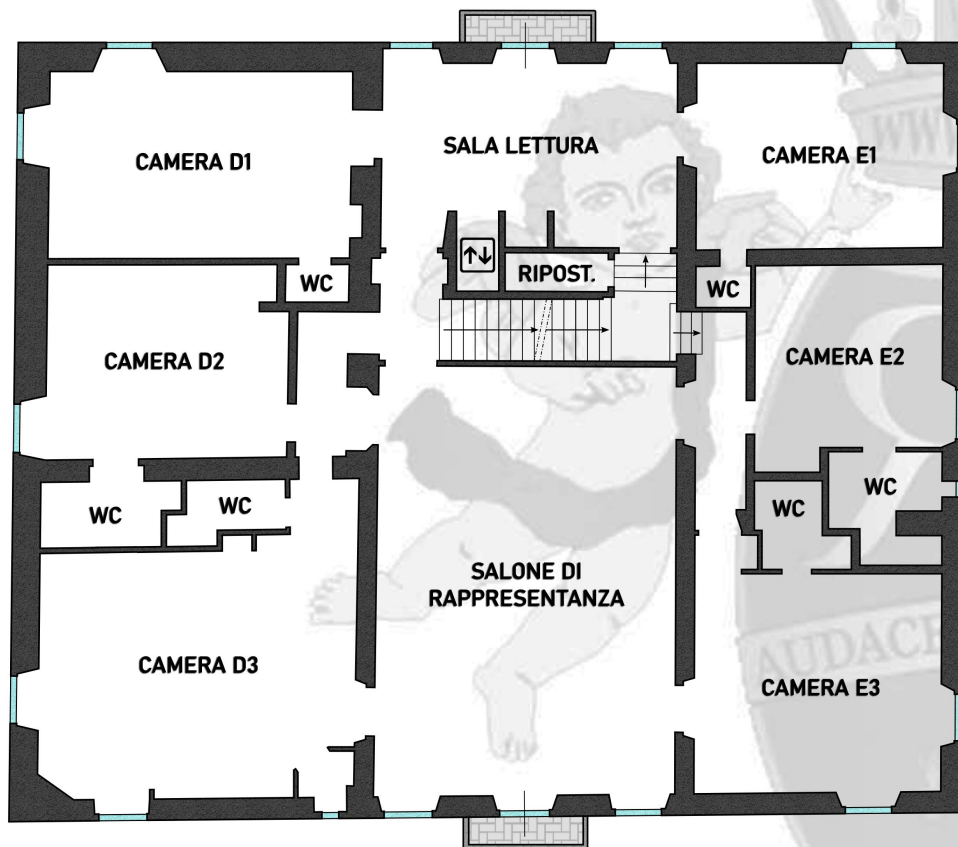 SALA LETTURA
CAMERA D1
CAMERA E1
RIPOST.
WC
WC
CAMERA D2
CAMERA E2
WC
WC
WC
WC
SALONE DI
RAPPRESENTANZA
CAMERA D3
CAMERA E3
AUDACE